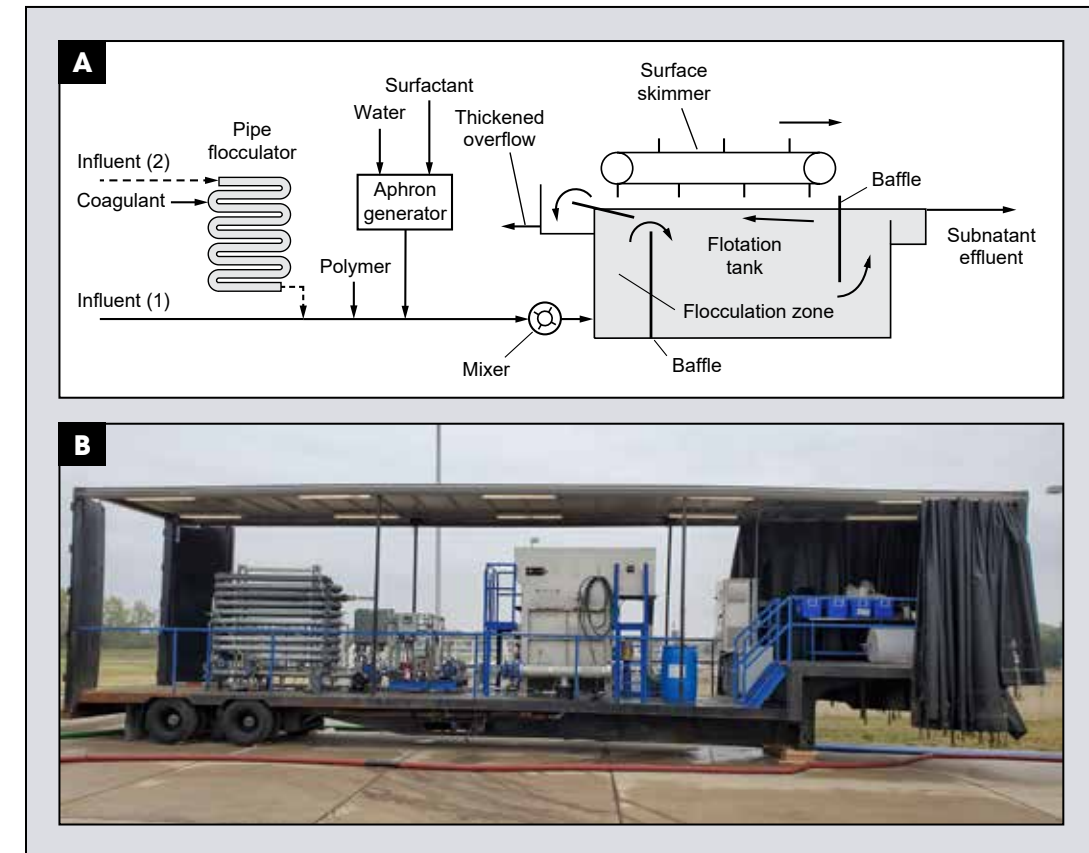 A
Surface
skimmer
Surfactant
Water
Thickened
overflow
Pipe
flocculator
Influent (2)
Coagulant
Aphron
generator
Baffle
Flotation
tank
Subnatant
effluent
Polymer
Influent (1)
Flocculation zone
Mixer
Baffle
B